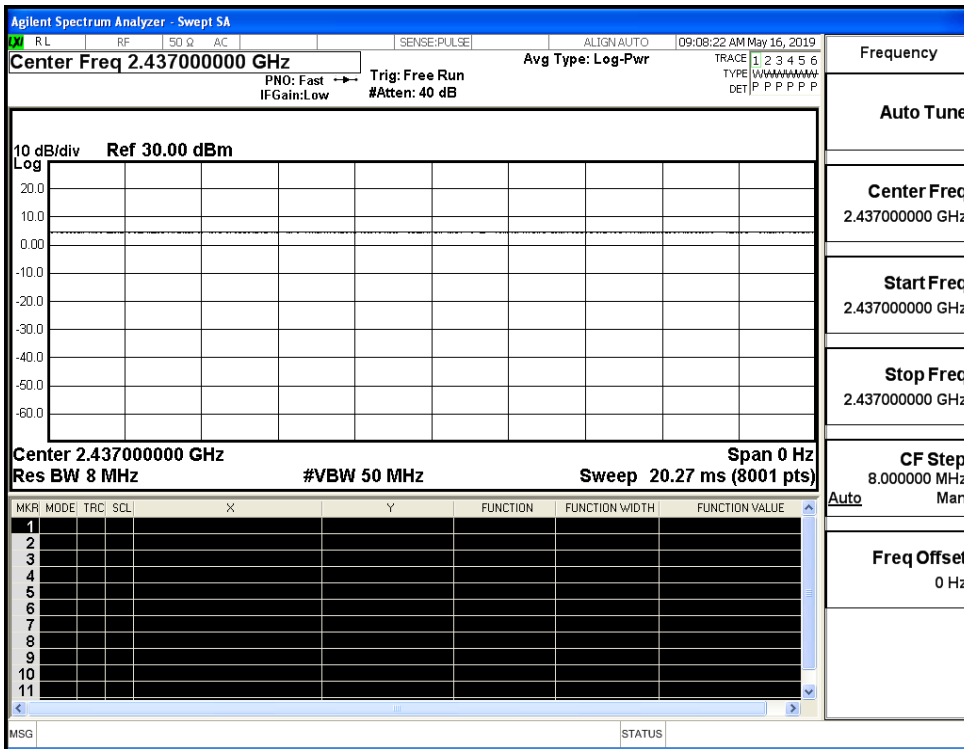 Agilent Spectrum Analyzer - Swept SA
LXI RL RF 50 Ω AC SENSE:PULSE ALIGN AUTO 09:08:22 AM May 16, 2019
Center Freq 2.437000000 GHz
PNO: Fast
IFGain:Low
Trig: Free Run
#Atten: 40 dB
Avg Type: Log-Pwr
TRACE 1 2 3 4 5 6
TYPE WWWWWW
DET P P P P P P
10 dB/div Ref 30.00 dBm
Log
20.0
10.0
0.00
-10.0
-20.0
-30.0
-40.0
-50.0
-60.0
Center 2.437000000 GHz Span 0 Hz
Res BW 8 MHz #VBW 50 MHz Sweep 20.27 ms (8001 pts)
MKR MODE TRC SCL X Y FUNCTION FUNCTION WIDTH FUNCTION VALUE
1
2
3
4
5
6
7
8
9
10
11
MSG STATUS
Frequency
Auto Tune
Center Freq
2.437000000 GHz
Start Freq
2.437000000 GHz
Stop Freq
2.437000000 GHz
CF Step
8.000000 MHz
Auto Man
Freq Offset
0 Hz